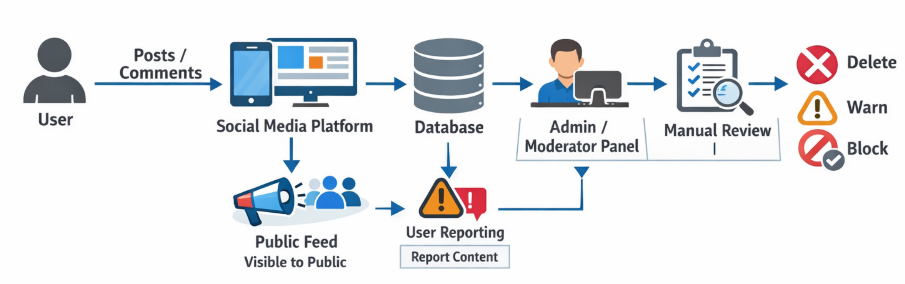 Posts /
Comments
User
Social Media Platform
Database
Admin /
Moderator Panel
Manual Review
Delete
Warn
Block
Public Feed
Visible to Public
User Reporting
Report Content